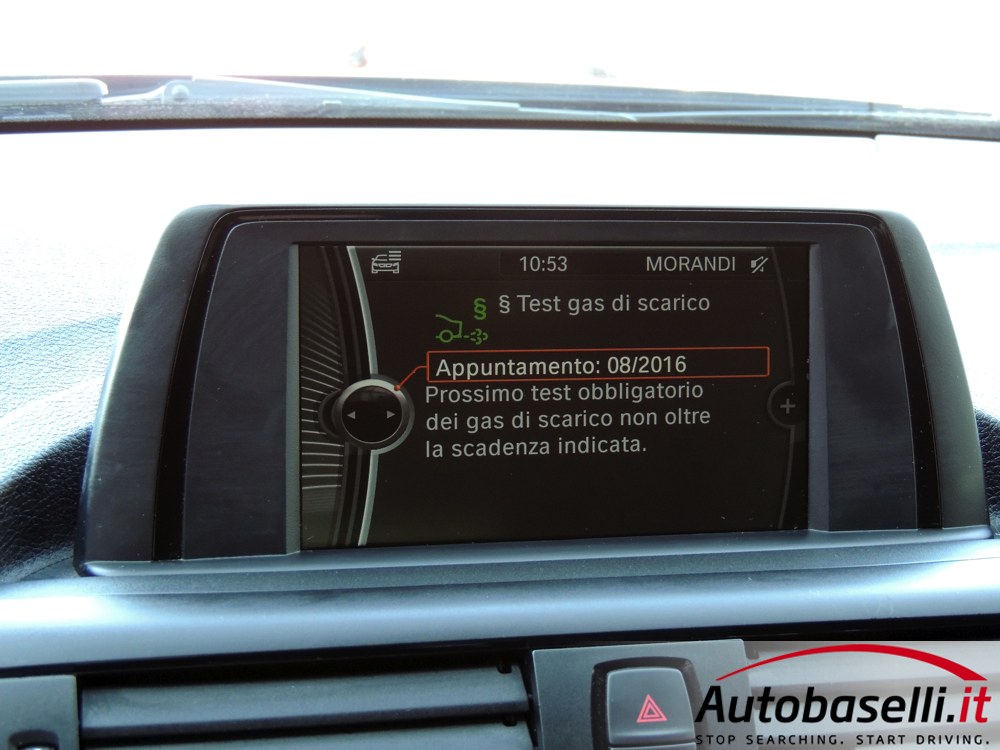 10:53 MORANDI
§ § Test gas di scarico
Appuntamento: 08/2016
Prossimo test obbligatorio
dei gas di scarico non oltre
la scadenza indicata.
Autobaselli.it
STOP SEARCHING. START DRIVING.